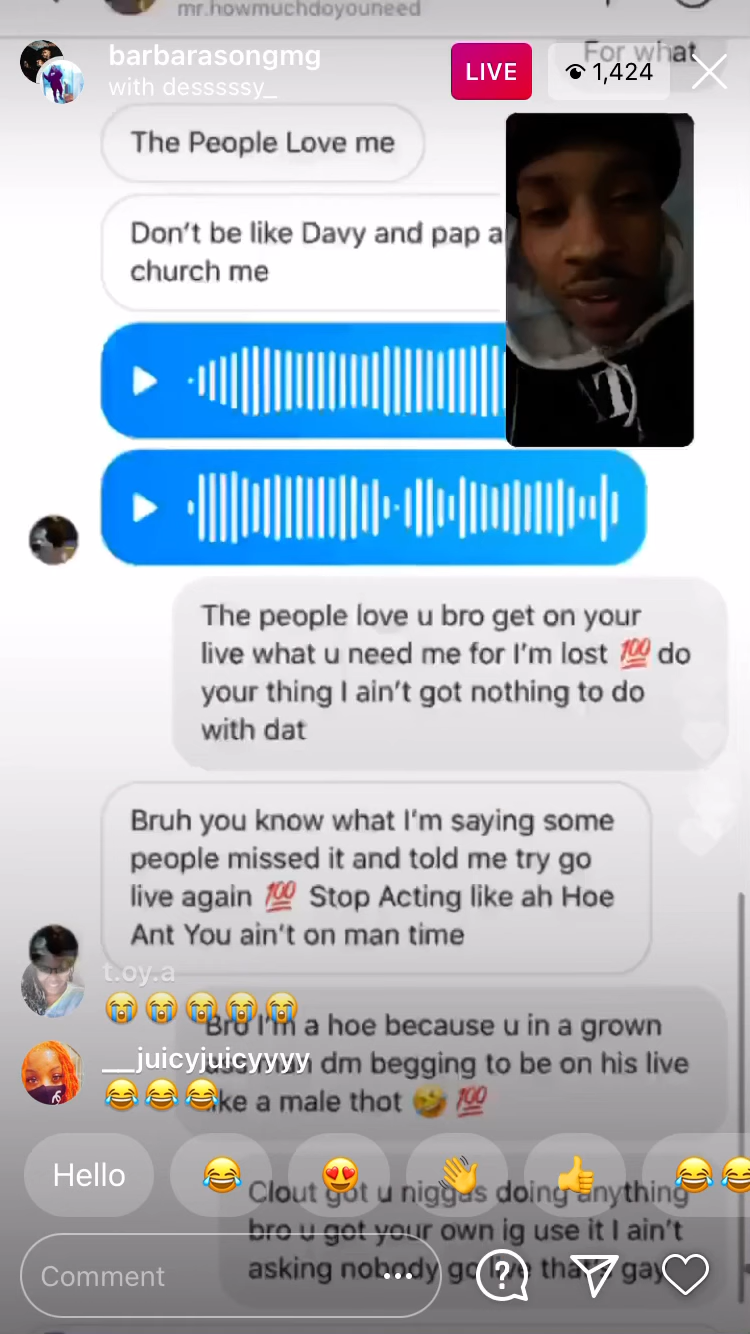 mr.howmuchdoyouneed
barbarasongmg
with desssssy_
LIVE
1,424
For what
The People Love me
Don't be like Davy and pap a
church me
The people love u bro get on your
live what u need me for I'm lost 💯 do
your thing I ain't got nothing to do
with dat
Bruh you know what I'm saying some
people missed it and told me try go
live again 💯 Stop Acting like ah Hoe
Ant You ain't on man time
t.oy.a
😭😭😭😭😭
Bro I'm a hoe because u in a grown
__juicyjuicyyyy
dm begging to be on his live
😂😂😂
like a male thot 🤣 💯
Hello
😂 😍 👋 👍 😂😂
Clout got u niggas doing anything
bro u got your own ig use it I ain't
asking nobody go live that's gay
Comment